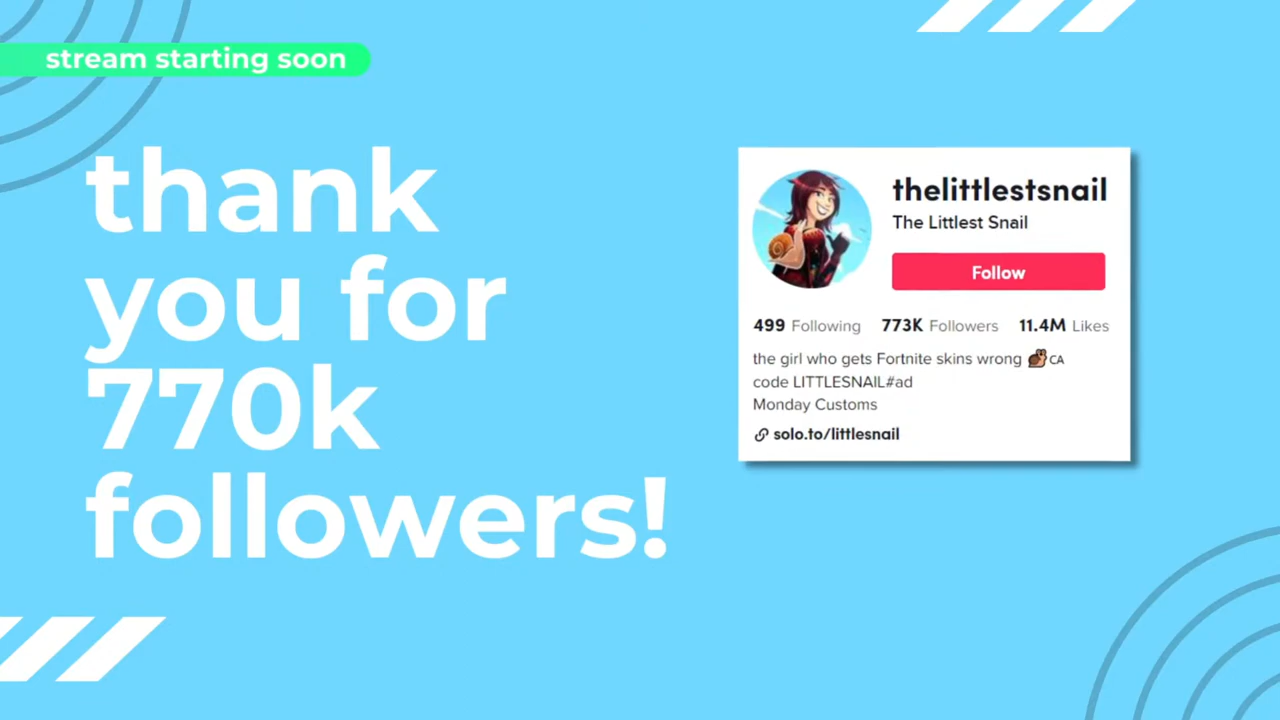 stream starting soon
thank
you for
770k
followers!
thelittlestsnail
The Littlest Snail
Follow
499 Following 773K Followers 11.4M Likes
the girl who gets Fortnite skins wrong 🐌CA
code LITTLESNAIL#ad
Monday Customs
solo.to/littlesnail